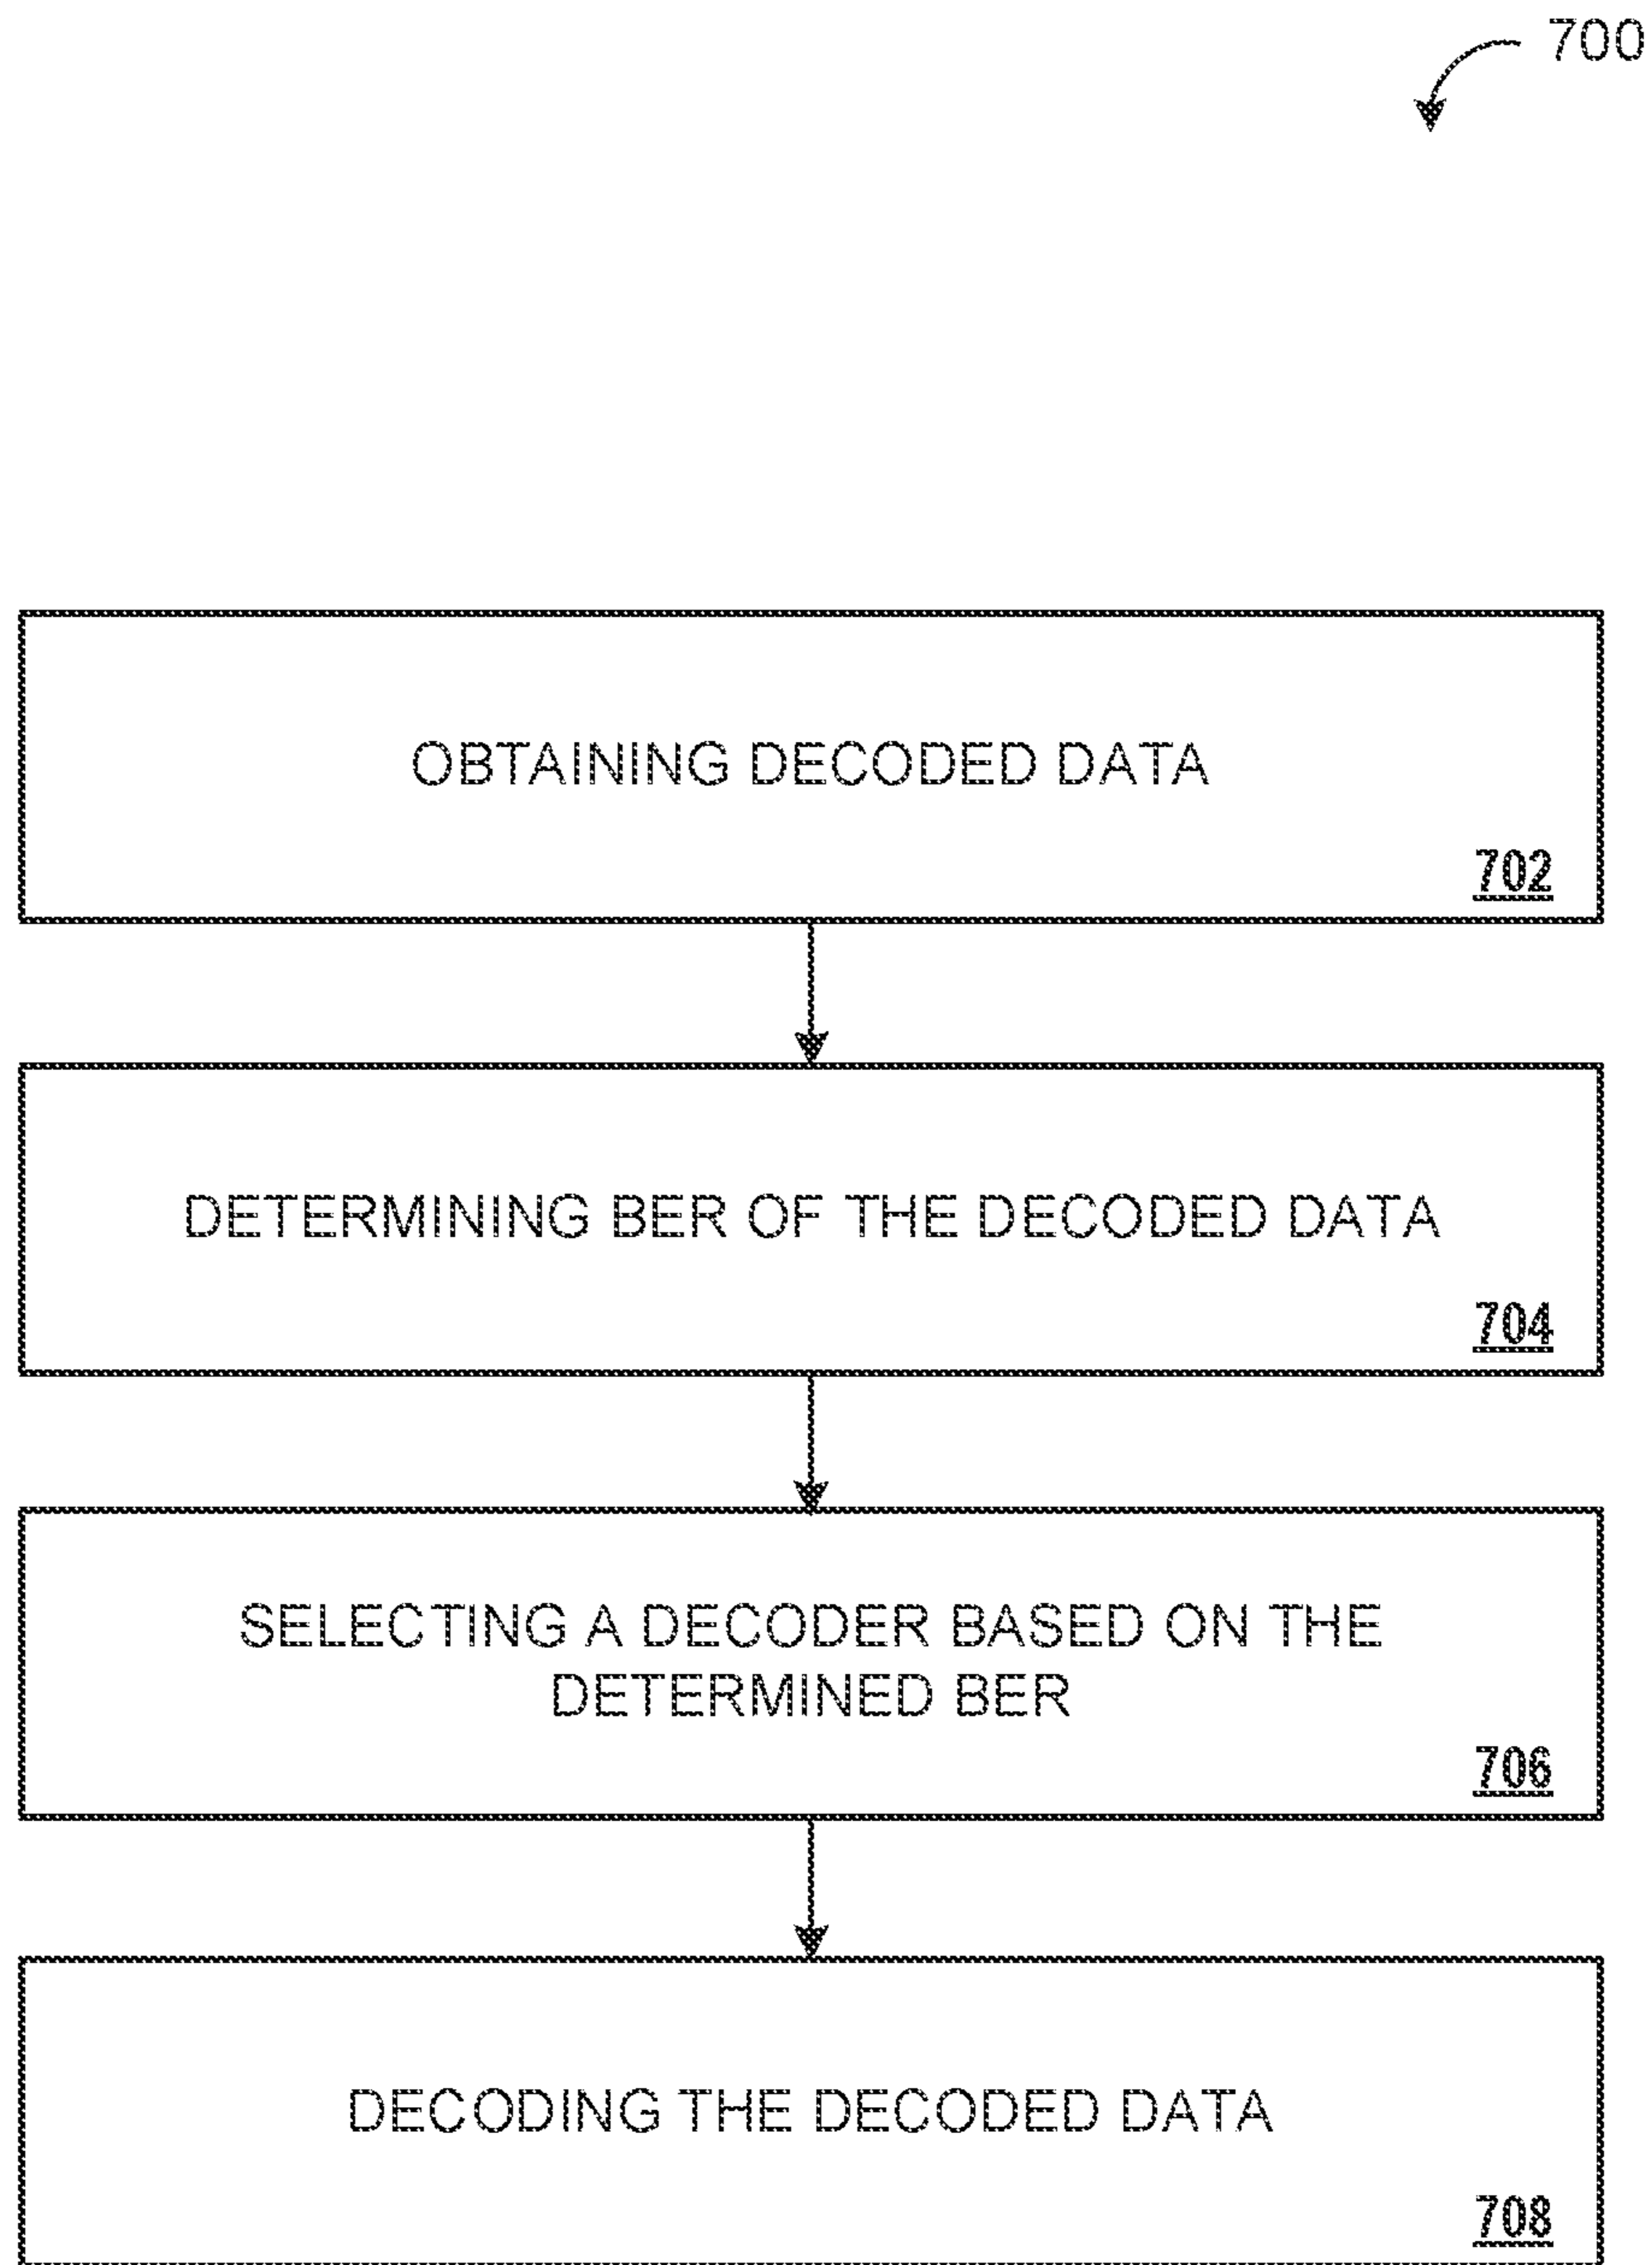 700
OBTAINING DECODED DATA
702
DETERMINING BER OF THE DECODED DATA
704
SELECTING A DECODER BASED ON THE
DETERMINED BER
706
DECODING THE DECODED DATA
708